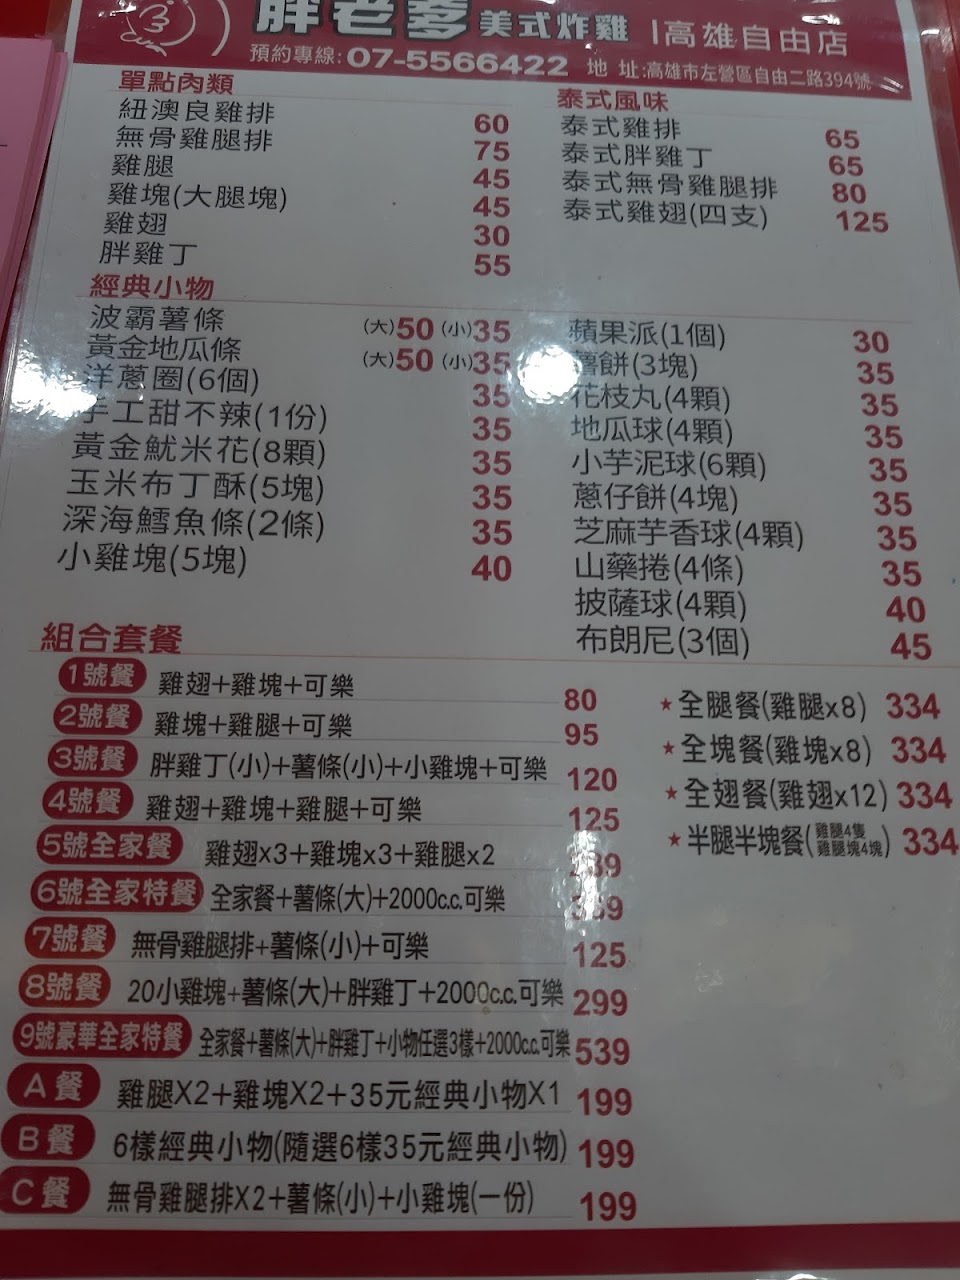 胖老爹美式炸雞 |高雄自由店
預約專線:07-5566422 地 址:高雄市左營區自由二路394號
單點肉類
紐澳良雞排 60
無骨雞腿排 75
雞腿 45
雞塊(大腿塊) 45
雞翅 30
胖雞丁 55
泰式風味
泰式雞排 65
泰式胖雞丁 65
泰式無骨雞腿排 80
泰式雞翅(四支) 125
經典小物
波霸薯條 (大)50 (小)35
黃金地瓜條 (大)50 (小)35
洋蔥圈(6個) 35
手工甜不辣(1份) 35
黃金魷米花(8顆) 35
玉米布丁酥(5塊) 35
深海鱈魚條(2條) 35
小雞塊(5塊) 40
蘋果派(1個) 30
薯餅(3塊) 35
花枝丸(4顆) 35
地瓜球(4顆) 35
小芋泥球(6顆) 35
蔥仔餅(4塊) 35
芝麻芋香球(4顆) 35
山藥捲(4條) 35
披薩球(4顆) 40
布朗尼(3個) 45
組合套餐
1號餐 雞翅+雞塊+可樂 80
2號餐 雞塊+雞腿+可樂 95
3號餐 胖雞丁(小)+薯條(小)+小雞塊+可樂 120
4號餐 雞翅+雞塊+雞腿+可樂 125
5號全家餐 雞翅x3+雞塊x3+雞腿x2
6號全家特餐 全家餐+薯條(大)+2000c.c.可樂
7號餐 無骨雞腿排+薯條(小)+可樂 125
8號餐 20小雞塊+薯條(大)+胖雞丁+2000c.c.可樂 299
9號豪華全家特餐 全家餐+薯條(大)+胖雞丁+小物任選3樣+2000c.c.可樂 539
A餐 雞腿X2+雞塊X2+35元經典小物X1 199
B餐 6樣經典小物(隨選6樣35元經典小物) 199
C餐 無骨雞腿排X2+薯條(小)+小雞塊(一份) 199
★全腿餐(雞腿x8) 334
★全塊餐(雞塊x8) 334
★全翅餐(雞翅x12) 334
★半腿半塊餐(雞腿4隻 雞腿塊4塊) 334